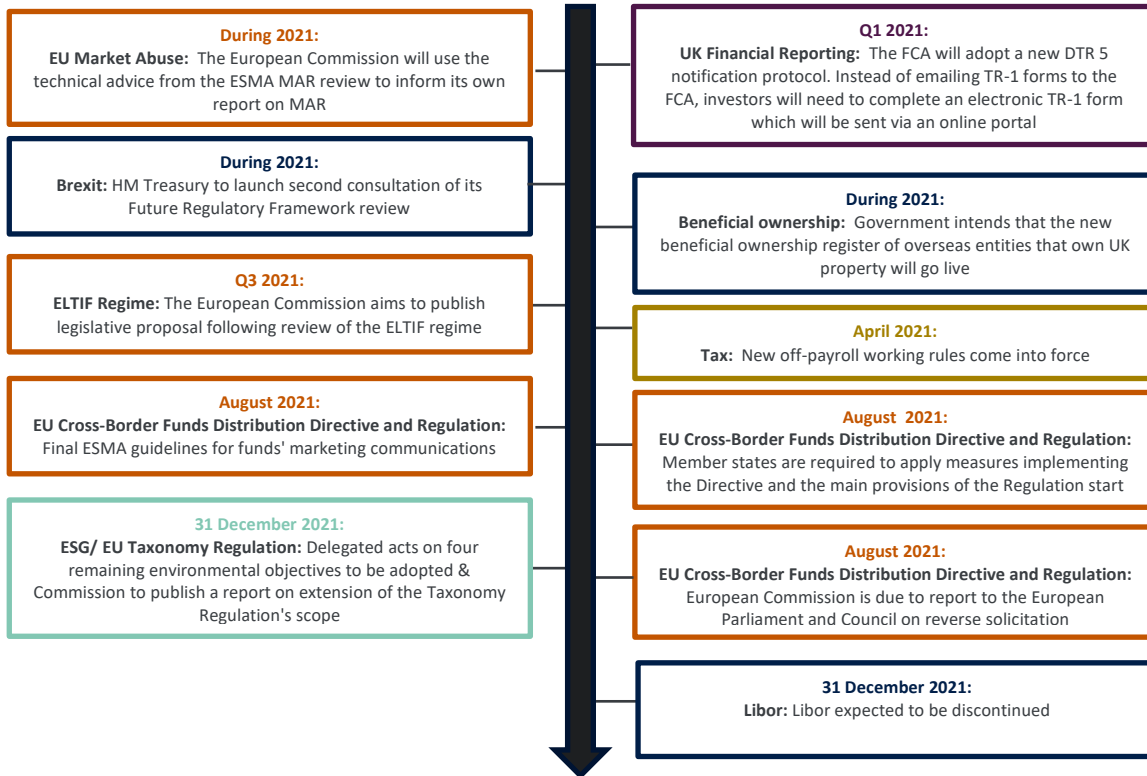 During 2021:
EU Market Abuse: The European Commission will use the
technical advice from the ESMA MAR review to inform its own
report on MAR
Q1 2021:
UK Financial Reporting: The FCA will adopt a new DTR 5
notification protocol. Instead of emailing TR-1 forms to the
FCA, investors will need to complete an electronic TR-1 form
which will be sent via an online portal
During 2021:
Brexit: HM Treasury to launch second consultation of its
Future Regulatory Framework review
During 2021:
Beneficial ownership: Government intends that the new
beneficial ownership register of overseas entities that own UK
property will go live
Q3 2021:
ELTIF Regime: The European Commission aims to publish
legislative proposal following review of the ELTIF regime
April 2021:
Tax: New off-payroll working rules come into force
August 2021:
EU Cross-Border Funds Distribution Directive and Regulation:
Final ESMA guidelines for funds' marketing communications
August 2021:
EU Cross-Border Funds Distribution Directive and Regulation:
Member states are required to apply measures implementing
the Directive and the main provisions of the Regulation start
31 December 2021:
ESG/ EU Taxonomy Regulation: Delegated acts on four
remaining environmental objectives to be adopted &
Commission to publish a report on extension of the Taxonomy
Regulation's scope
August 2021:
EU Cross-Border Funds Distribution Directive and Regulation:
European Commission is due to report to the European
Parliament and Council on reverse solicitation
31 December 2021:
Libor: Libor expected to be discontinued